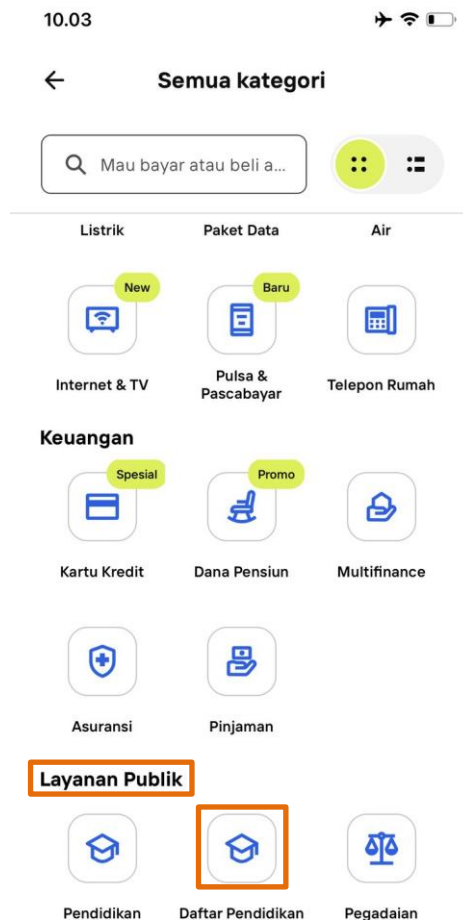 10.03
Semua kategori
Mau bayar atau beli a...
Listrik Paket Data Air
New Baru
Internet & TV Pulsa & Pascabayar Telepon Rumah
Keuangan
Spesial Promo
Kartu Kredit Dana Pensiun Multifinance
Asuransi Pinjaman
Layanan Publik
Pendidikan Daftar Pendidikan Pegadaian